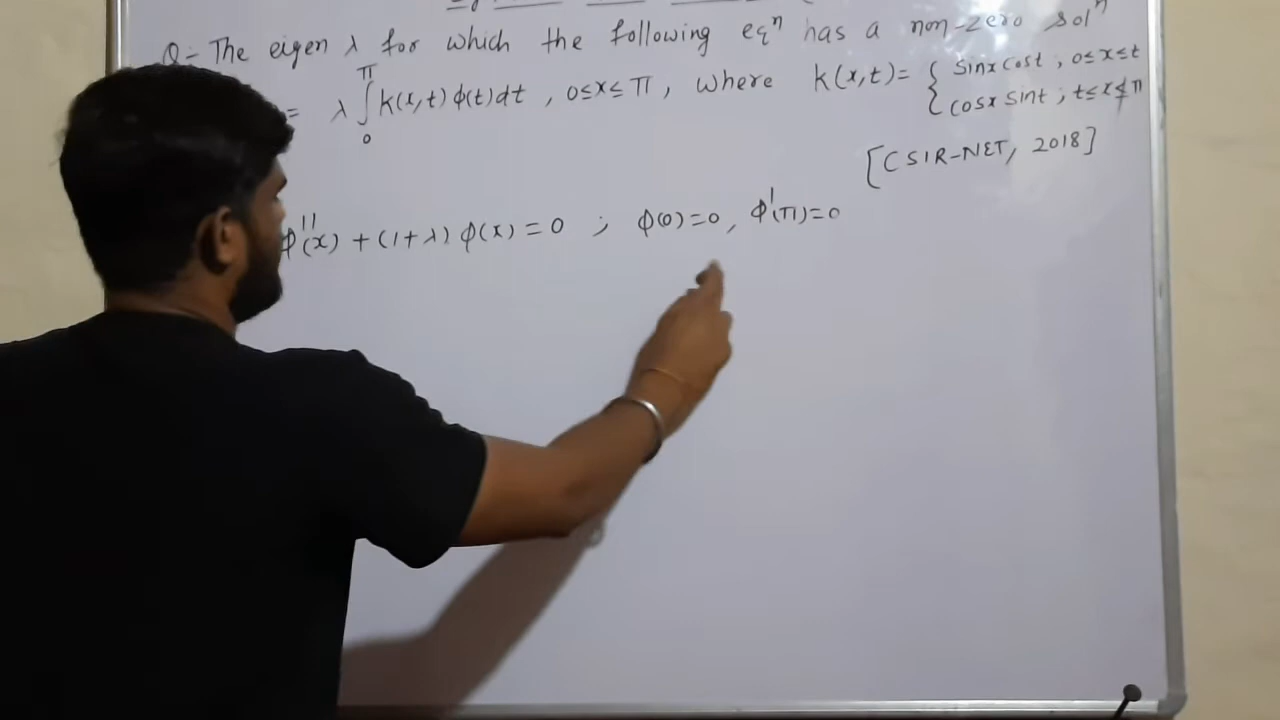 Q- The eigen λ for which the following eqⁿ has a non-zero solⁿ
= λ ∫₀^π k(x,t) φ(t)dt , 0≤x≤π , where k(x,t) = { sinx cost ; 0≤x≤t
cosx sint ; t≤x≤π
[CSIR-NET, 2018]
φ''(x) + (1+λ) φ(x) = 0 ; φ(0)=0, φ'(π)=0